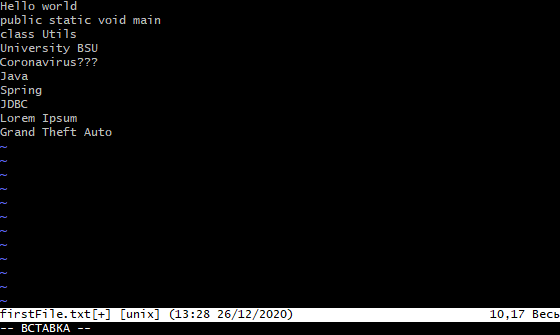 Hello world
public static void main
class Utils
University BSU
Coronavirus???
Java
Spring
JDBC
Lorem Ipsum
Grand Theft Auto
~
~
~
~
~
~
~
~
~
~
~
~
firstFile.txt[+] [unix] (13:28 26/12/2020) 10,17 Весь
-- ВСТАВКА --